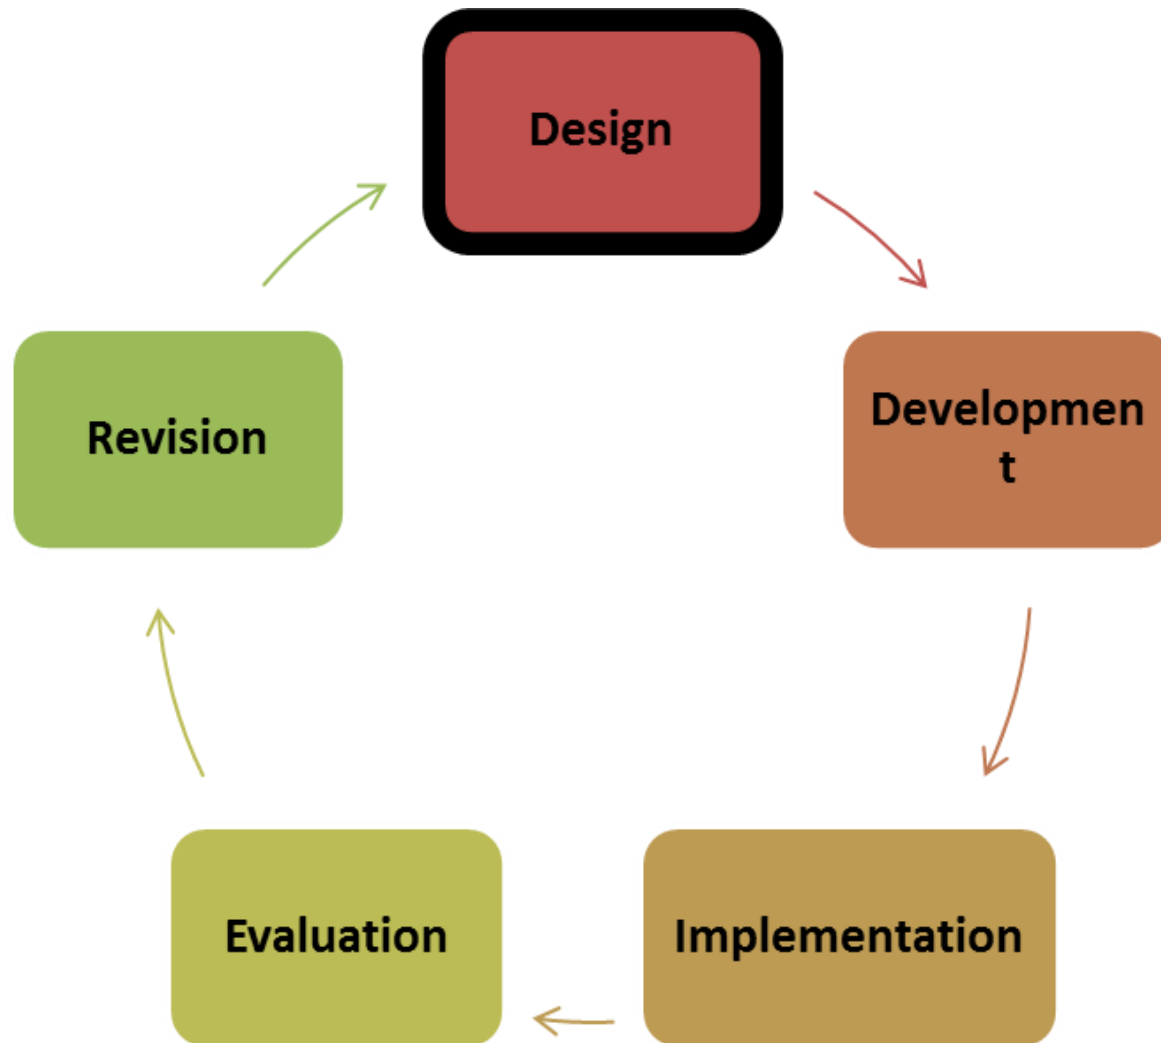 Design
Developmen
t
Implementation
Evaluation
Revision